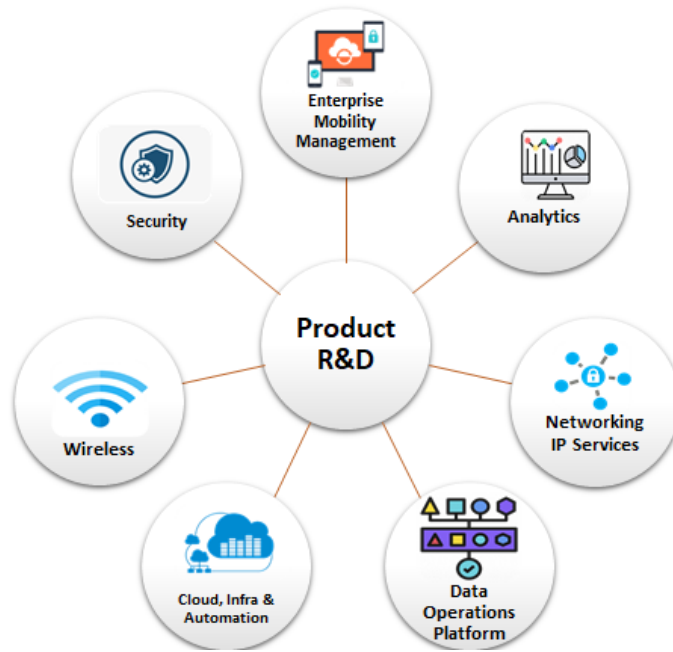 Enterprise
Mobility
Management
Analytics
Networking
IP Services
Data
Operations
Platform
Cloud, Infra &
Automation
Wireless
Security
Product
R&D